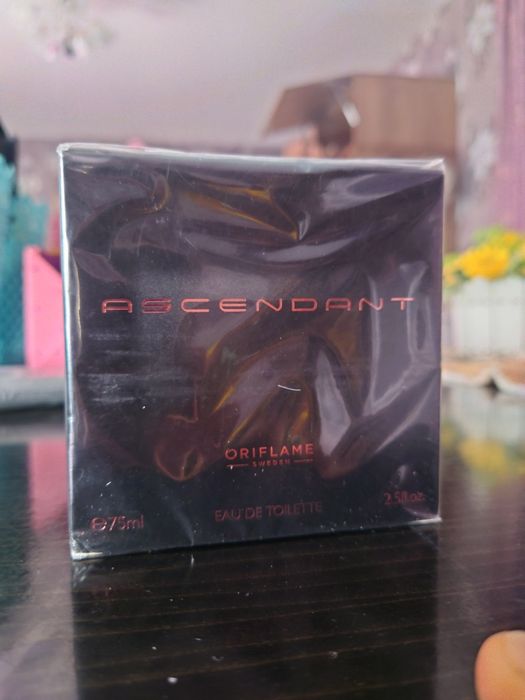 ASCENDANT
ORIFLAME
SWEDEN
℮75ml
EAU DE TOILETTE
2.5fl.oz.